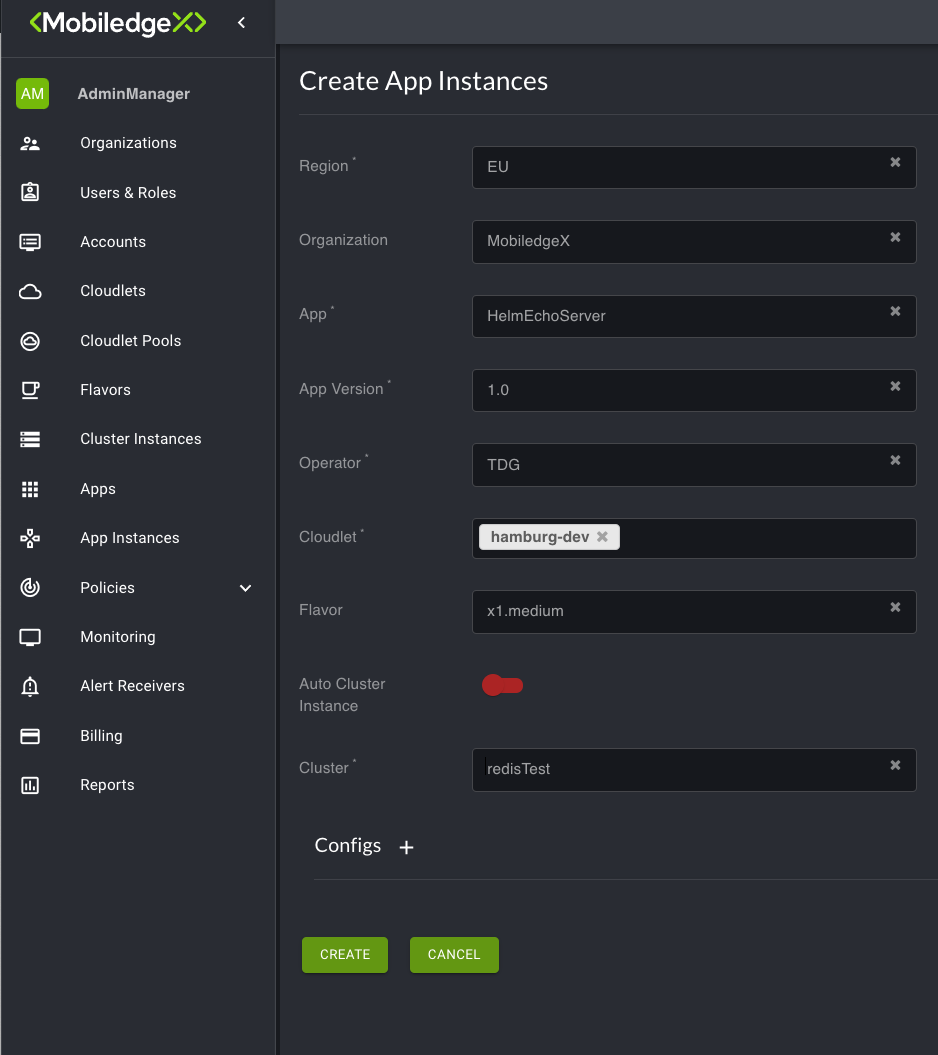 MobiledgeX
AM AdminManager
Organizations
Users & Roles
Accounts
Cloudlets
Cloudlet Pools
Flavors
Cluster Instances
Apps
App Instances
Policies
Monitoring
Alert Receivers
Billing
Reports
Create App Instances
Region * EU
Organization MobiledgeX
App * HelmEchoServer
App Version * 1.0
Operator * TDG
Cloudlet * hamburg-dev
Flavor x1.medium
Auto Cluster
Instance
Cluster * redisTest
Configs +
CREATE CANCEL